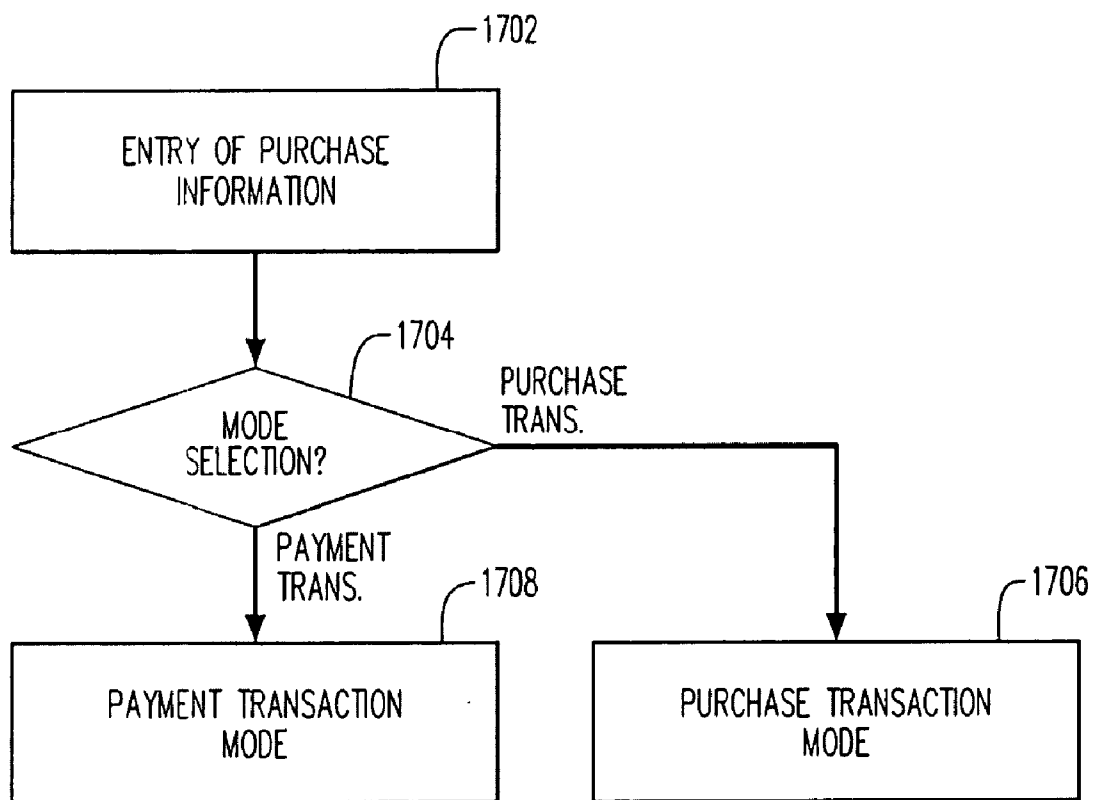 1702
ENTRY OF PURCHASE
INFORMATION
1704
MODE
SELECTION?
PURCHASE
TRANS.
PAYMENT
TRANS.
1708
PAYMENT TRANSACTION
MODE
1706
PURCHASE TRANSACTION
MODE